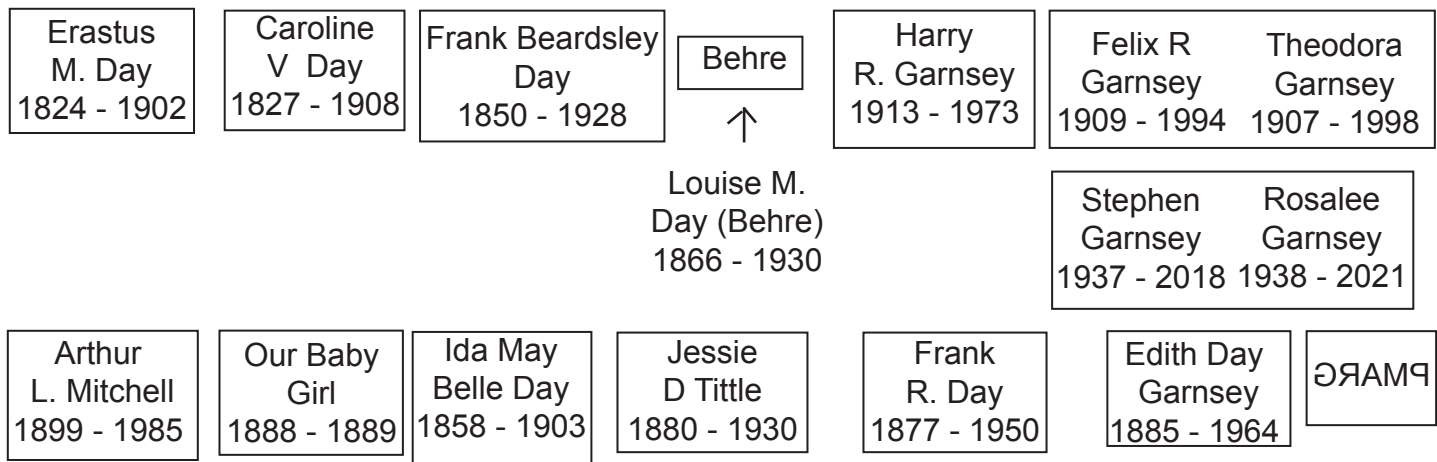 Erastus
M. Day
1824 - 1902
Caroline
V Day
1827 - 1908
Frank Beardsley
Day
1850 - 1928
Behre
Louise M.
Day (Behre)
1866 - 1930
Harry
R. Garnsey
1913 - 1973
Felix R
Garnsey
1909 - 1994
Theodora
Garnsey
1907 - 1998
Stephen
Garnsey
1937 - 2018
Rosalee
Garnsey
1938 - 2021
Arthur
L. Mitchell
1899 - 1985
Our Baby
Girl
1888 - 1889
Ida May
Belle Day
1858 - 1903
Jessie
D Tittle
1880 - 1930
Frank
R. Day
1877 - 1950
Edith Day
Garnsey
1885 - 1964
GRAMP